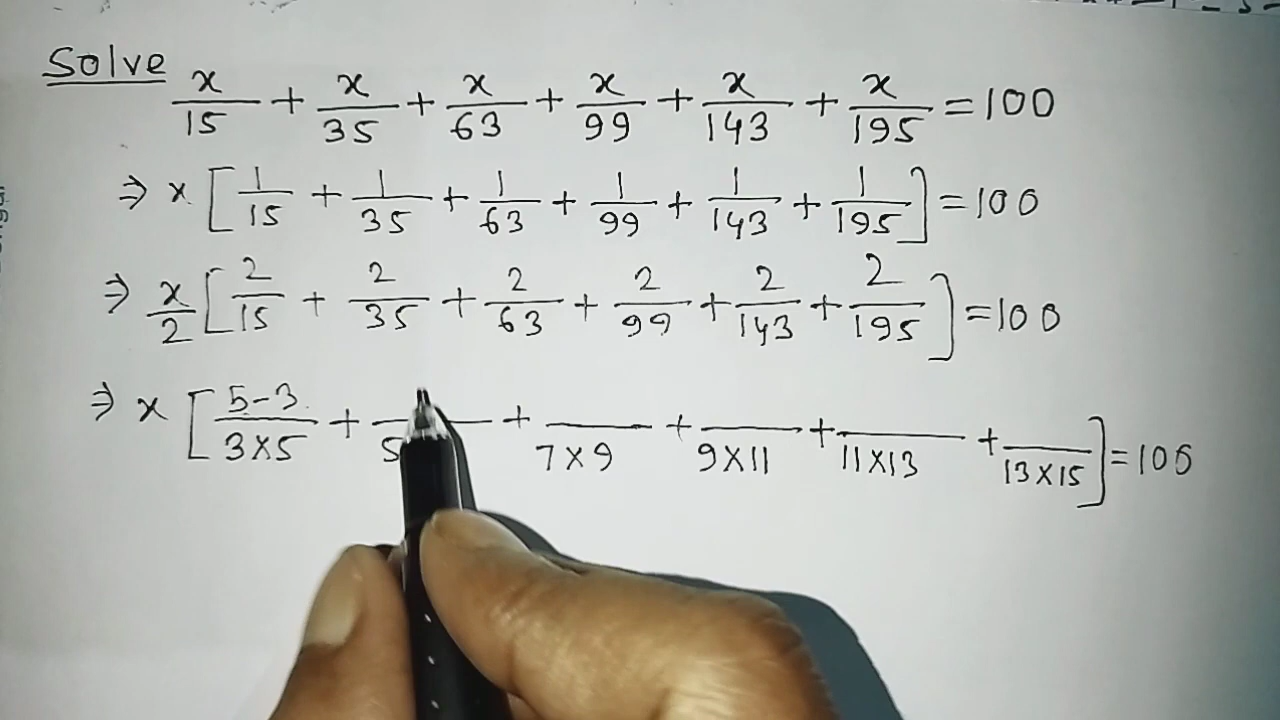 Solve x/15 + x/35 + x/63 + x/99 + x/143 + x/195 = 100
⇒ x [ 1/15 + 1/35 + 1/63 + 1/99 + 1/143 + 1/195 ] = 100
⇒ x/2 [ 2/15 + 2/35 + 2/63 + 2/99 + 2/143 + 2/195 ] = 100
⇒ x [ 5-3/3×5 + /5 + /7×9 + /9×11 + /11×13 + /13×15 ] = 100